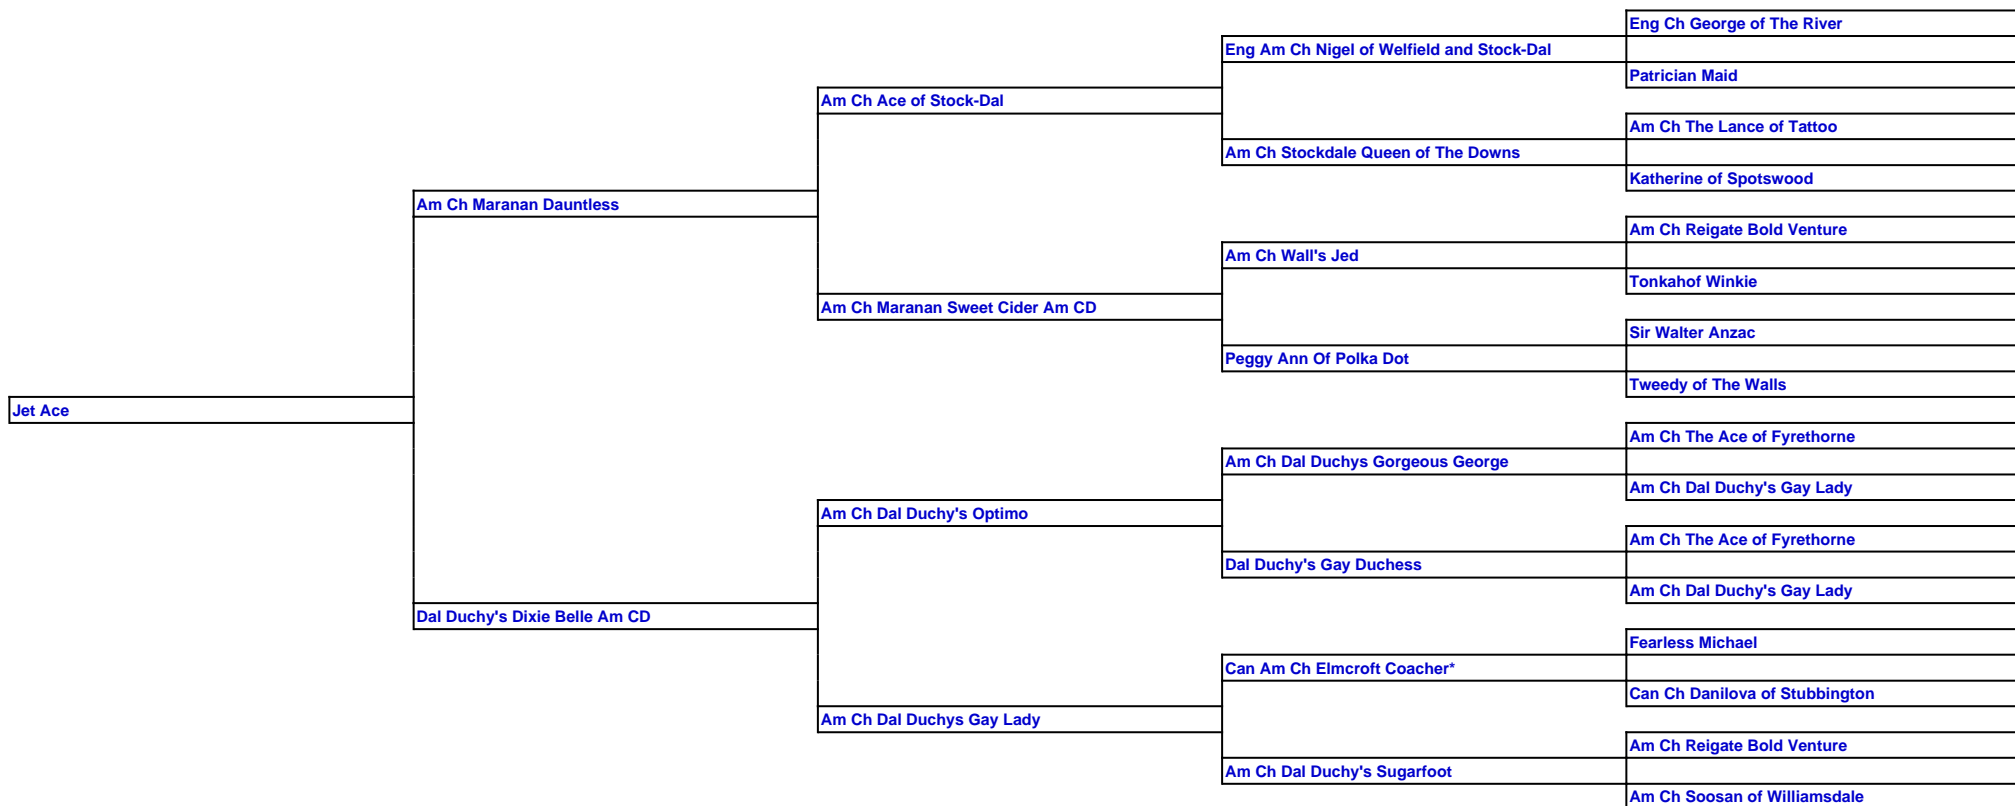 Eng Ch George of The River
Eng Am Ch Nigel of Welfield and Stock-Dal
Patrician Maid
Am Ch Ace of Stock-Dal
Am Ch The Lance of Tattoo
Am Ch Stockdale Queen of The Downs
Katherine of Spotswood
Am Ch Maranan Dauntless
Am Ch Reigate Bold Venture
Am Ch Wall's Jed
Tonkahof Winkie
Am Ch Maranan Sweet Cider Am CD
Sir Walter Anzac
Peggy Ann Of Polka Dot
Tweedy of The Walls
Jet Ace
Am Ch The Ace of Fyrethorne
Am Ch Dal Duchys Gorgeous George
Am Ch Dal Duchy's Gay Lady
Am Ch Dal Duchy's Optimo
Am Ch The Ace of Fyrethorne
Dal Duchy's Gay Duchess
Am Ch Dal Duchy's Gay Lady
Dal Duchy's Dixie Belle Am CD
Fearless Michael
Can Am Ch Elmcroft Coacher*
Can Ch Danilova of Stubbington
Am Ch Dal Duchys Gay Lady
Am Ch Reigate Bold Venture
Am Ch Dal Duchy's Sugarfoot
Am Ch Soosan of Williamsdale